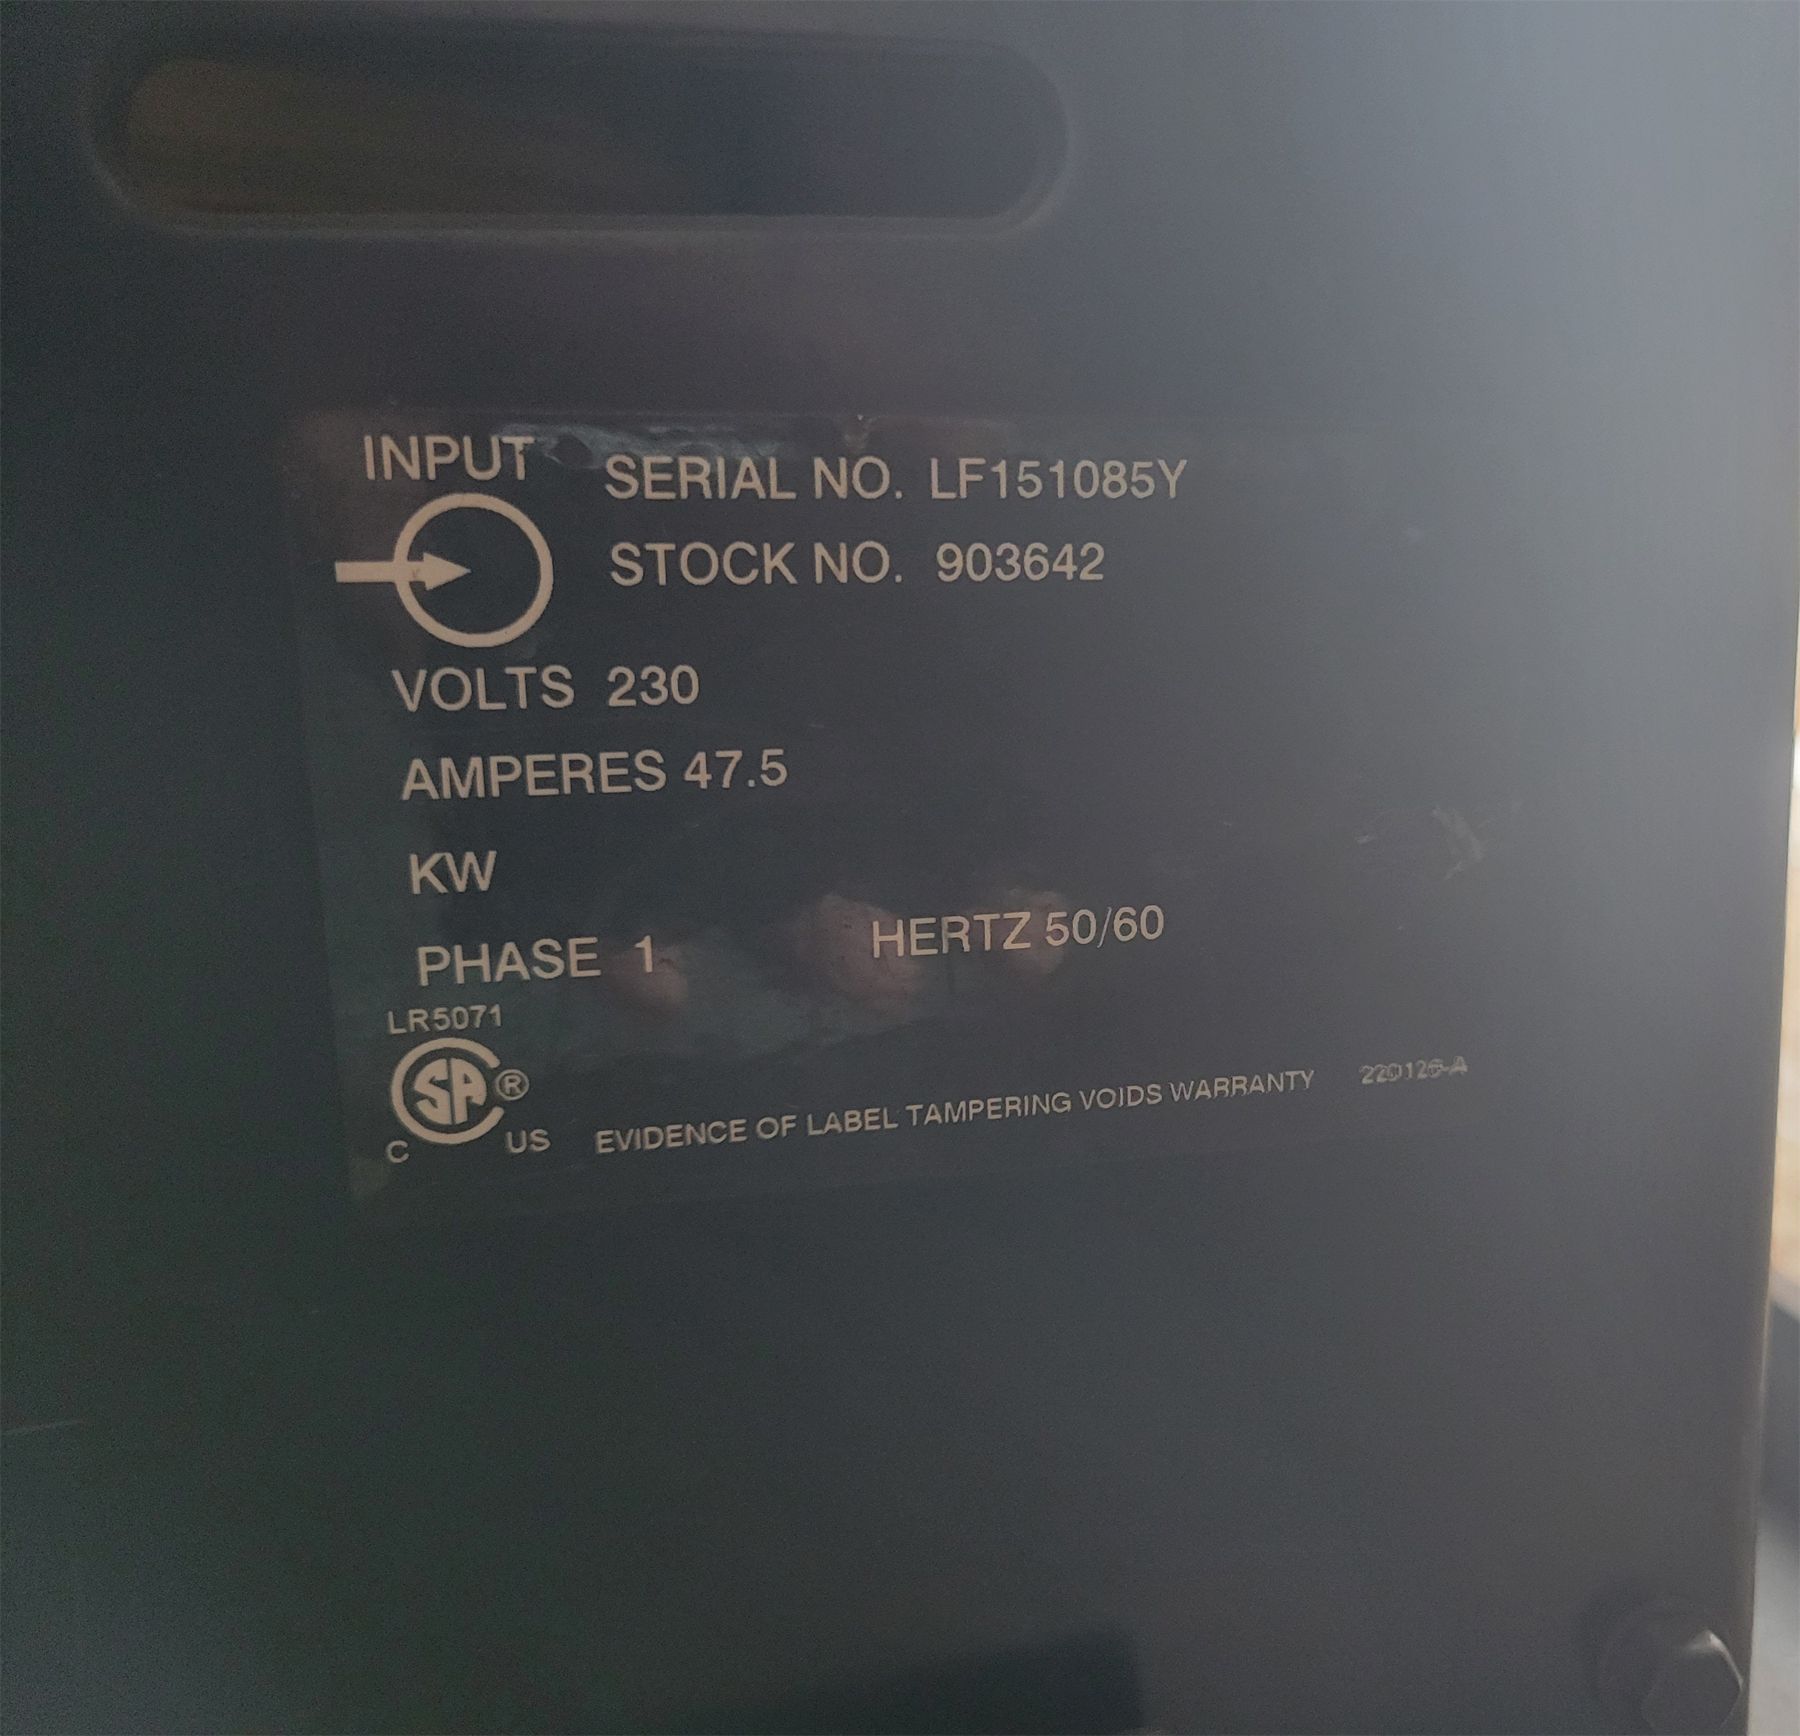 INPUT
SERIAL NO. LF151085Y
STOCK NO. 903642
VOLTS 230
AMPERES 47.5
KW
PHASE 1 HERTZ 50/60
LR5071
SA ®
C US
EVIDENCE OF LABEL TAMPERING VOIDS WARRANTY